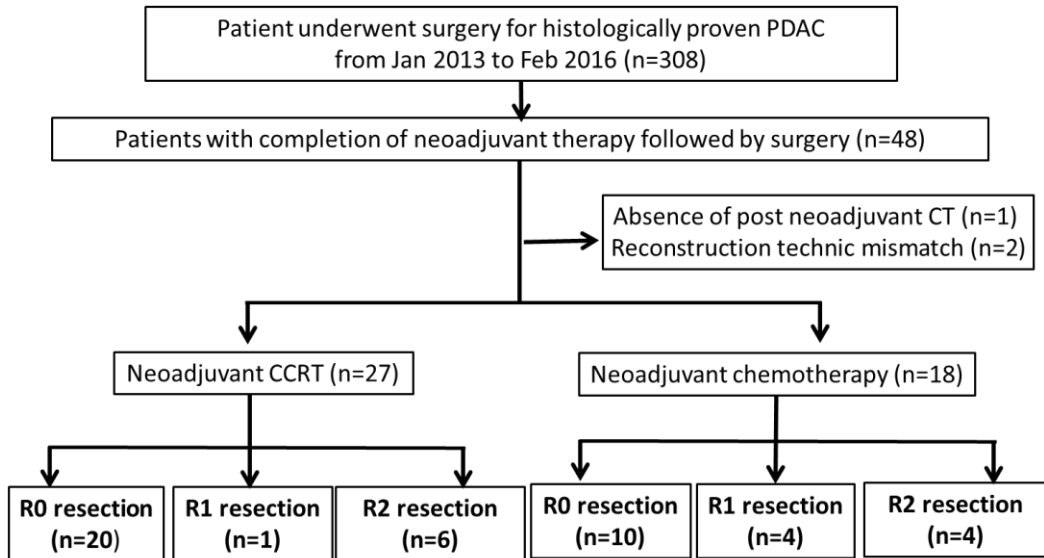 Patient underwent surgery for histologically proven PDAC
from Jan 2013 to Feb 2016 (n=308)
Patients with completion of neoadjuvant therapy followed by surgery (n=48)
Absence of post neoadjuvant CT (n=1)
Reconstruction technic mismatch (n=2)
Neoadjuvant CCRT (n=27)
Neoadjuvant chemotherapy (n=18)
R0 resection
(n=20)
R1 resection
(n=1)
R2 resection
(n=6)
R0 resection
(n=10)
R1 resection
(n=4)
R2 resection
(n=4)